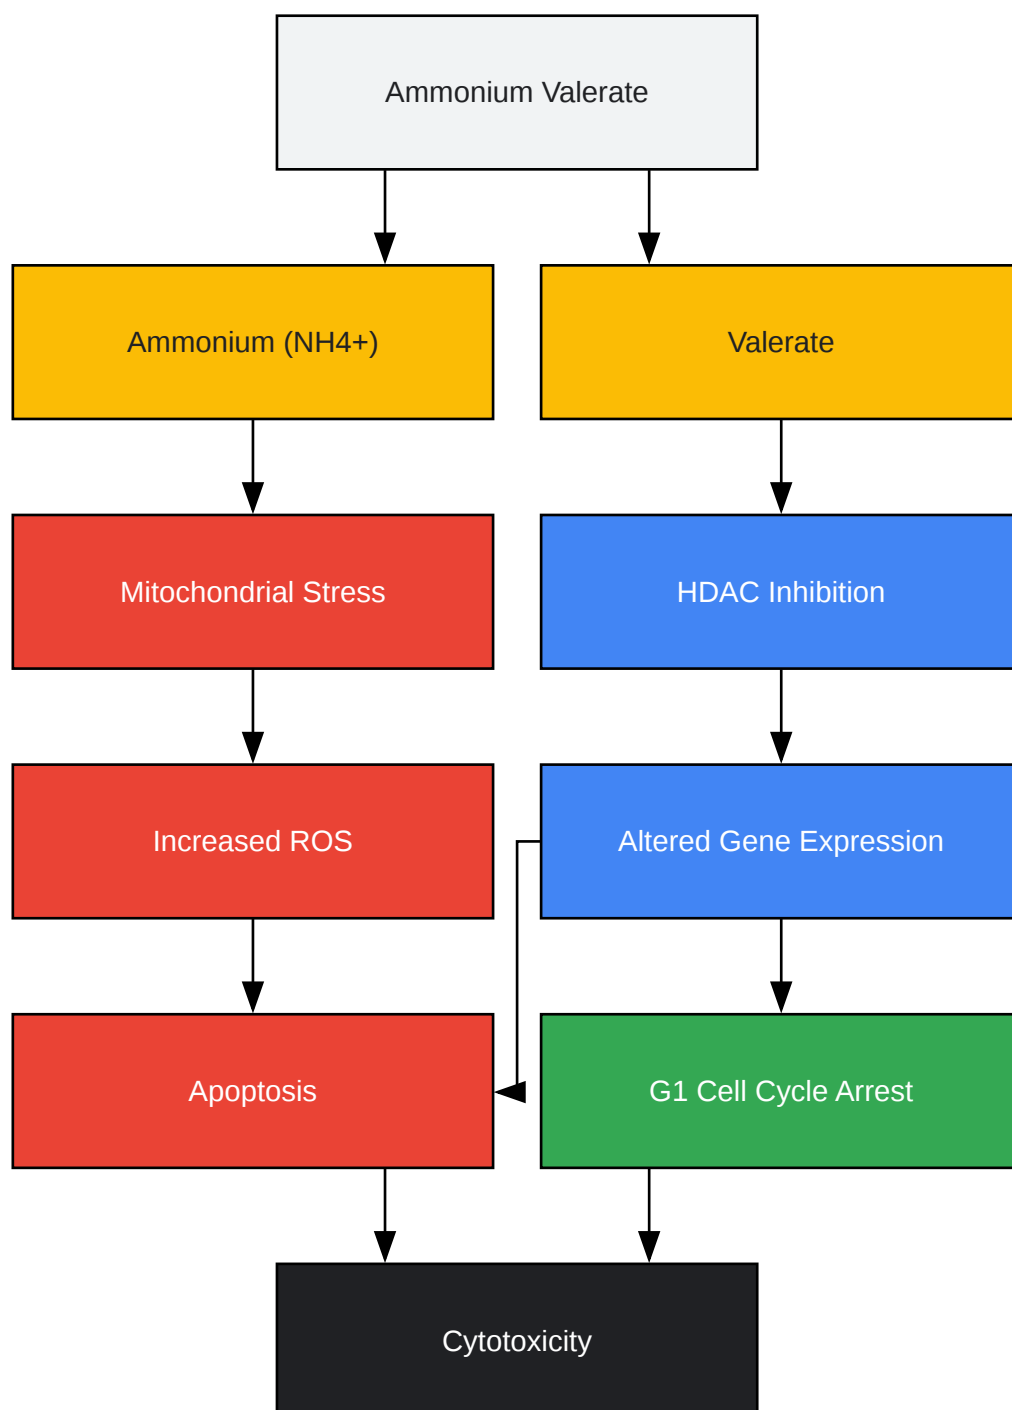 Ammonium Valerate
Ammonium (NH4+)
Valerate
Mitochondrial Stress
HDAC Inhibition
Increased ROS
Altered Gene Expression
Apoptosis
G1 Cell Cycle Arrest
Cytotoxicity